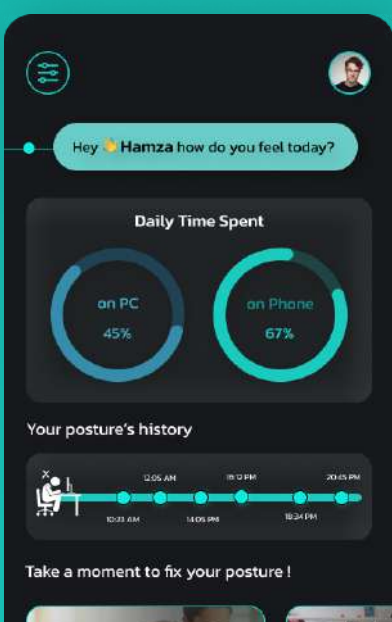 Hey 👋 Hamza how do you feel today?
Daily Time Spent
on PC
45%
on Phone
67%
Your posture's history
X
12:05 AM
16:12 PM
20:45 PM
10:23 AM
14:05 PM
18:34 PM
Take a moment to fix your posture !